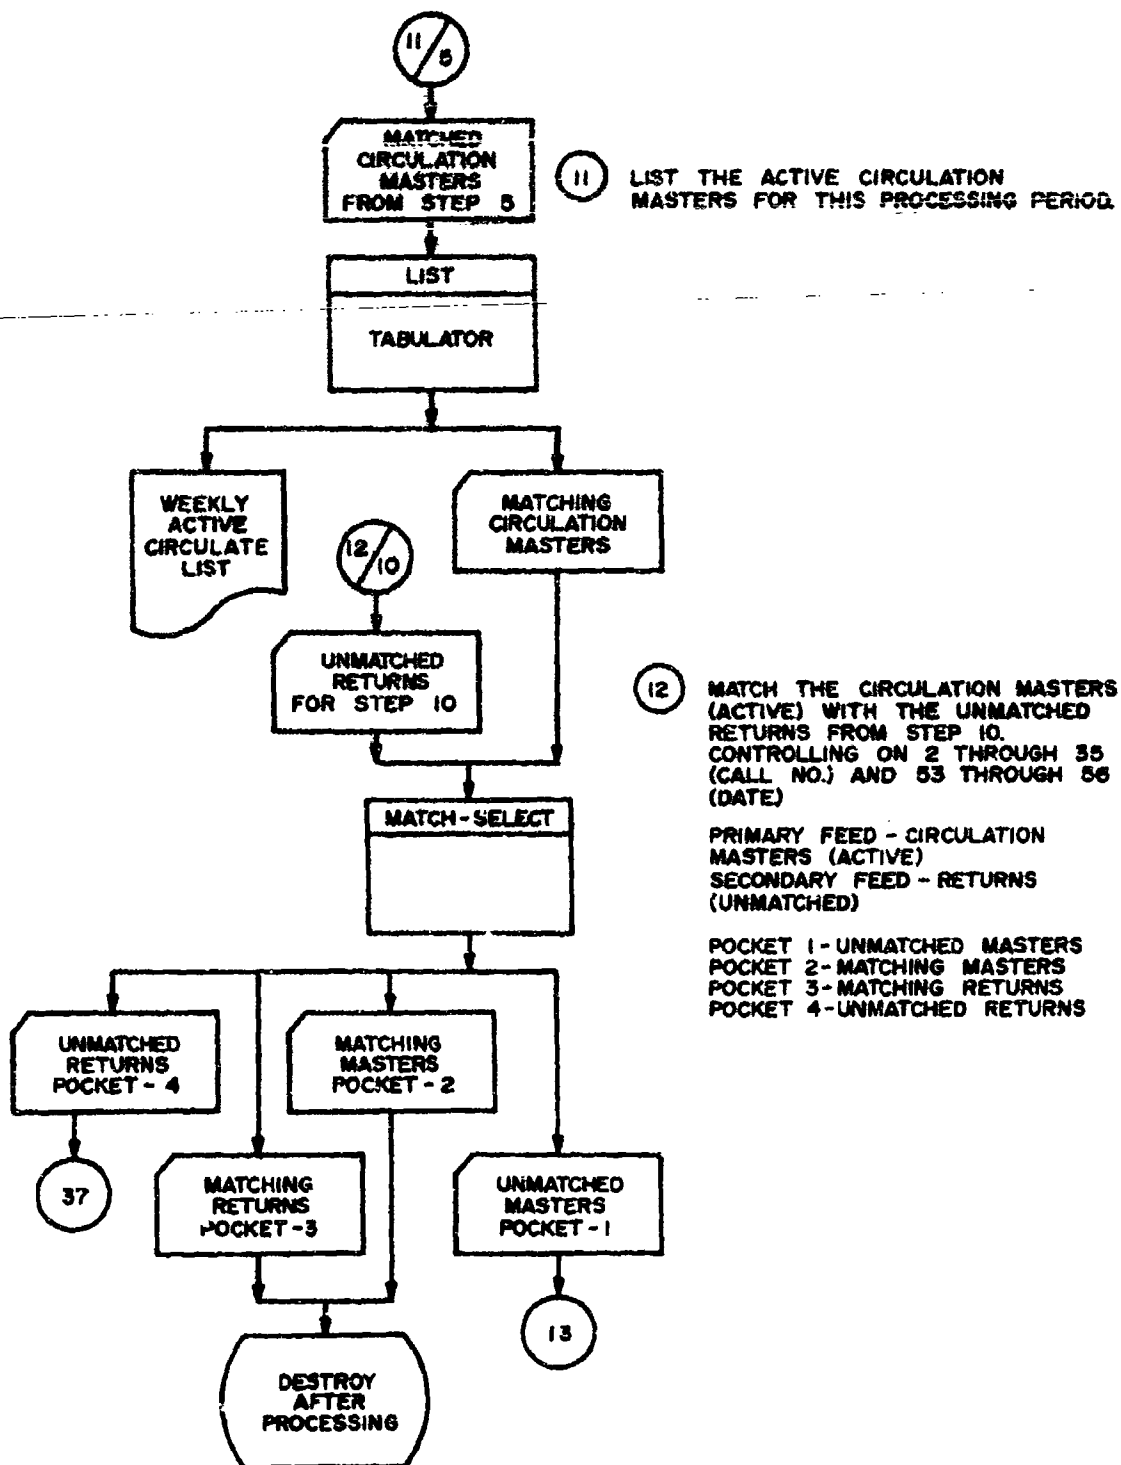 11/5
MATCHED
CIRCULATION
MASTERS
FROM STEP 5
11
LIST THE ACTIVE CIRCULATION
MASTERS FOR THIS PROCESSING PERIOD.
LIST
TABULATOR
WEEKLY
ACTIVE
CIRCULATE
LIST
MATCHING
CIRCULATION
MASTERS
12/10
UNMATCHED
RETURNS
FOR STEP 10
12
MATCH THE CIRCULATION MASTERS
(ACTIVE) WITH THE UNMATCHED
RETURNS FROM STEP 10.
CONTROLLING ON 2 THROUGH 35
(CALL NO.) AND 53 THROUGH 56
(DATE)
PRIMARY FEED - CIRCULATION
MASTERS (ACTIVE)
SECONDARY FEED - RETURNS
(UNMATCHED)
POCKET 1 - UNMATCHED MASTERS
POCKET 2 - MATCHING MASTERS
POCKET 3 - MATCHING RETURNS
POCKET 4 - UNMATCHED RETURNS
MATCH - SELECT
UNMATCHED
RETURNS
POCKET - 4
MATCHING
MASTERS
POCKET - 2
37
MATCHING
RETURNS
POCKET - 3
UNMATCHED
MASTERS
POCKET - 1
13
DESTROY
AFTER
PROCESSING